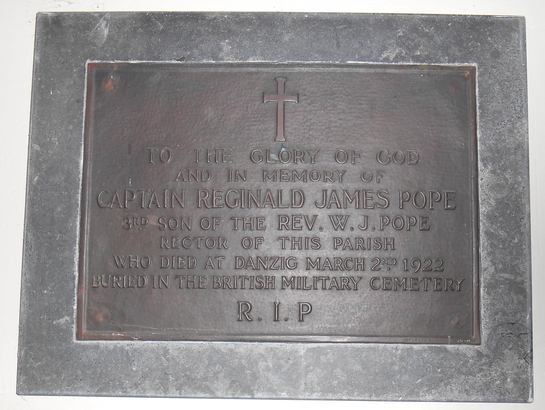 TO THE GLORY OF GOD
AND IN MEMORY OF
CAPTAIN REGINALD JAMES POPE
3RD SON OF THE REV. W. J. POPE
RECTOR OF THIS PARISH
WHO DIED AT DANZIG MARCH 2ND 1922
BURIED IN THE BRITISH MILITARY CEMETERY
R. I. P